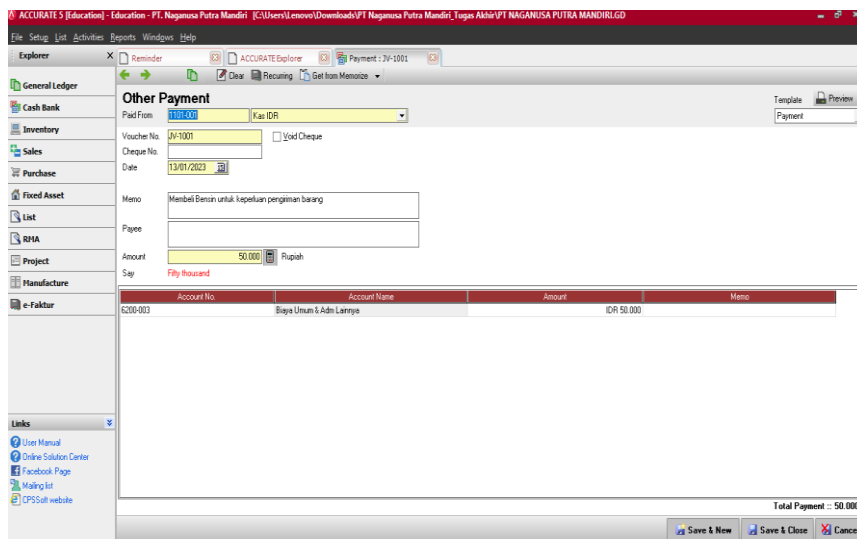 ACCURATE 5 [Education] - Education - PT. Naganusa Putra Mandiri [C:\Users\Lenovo\Downloads\PT Naganusa Putra Mandiri_Tugas Akhir\PT NAGANUSA PUTRA MANDIRI.GD
File Setup List Activities Reports Windows Help
Explorer X Reminder ACCURATE Explorer Payment : JV-1001
Clear Recurring Get from Memorize
General Ledger
Cash Bank
Inventory
Sales
Purchase
Fixed Asset
List
RMA
Project
Manufacture
e-Faktur
Links
User Manual
Online Solution Center
Facebook Page
Mailing list
CPSSoft website
Other Payment
Template Preview
Paid From 1101-001 Kas IDR Payment
Voucher No. JV-1001 Void Cheque
Cheque No.
Date 13/01/2023
Memo Membeli Bensin untuk keperluan pengiriman barang
Payee
Amount 50.000 Rupiah
Say Fifty thousand
Account No. Account Name Amount Memo
6200-003 Biaya Umum & Adm Lainnya IDR 50.000
Total Payment :: 50.000
Save & New Save & Close Cance